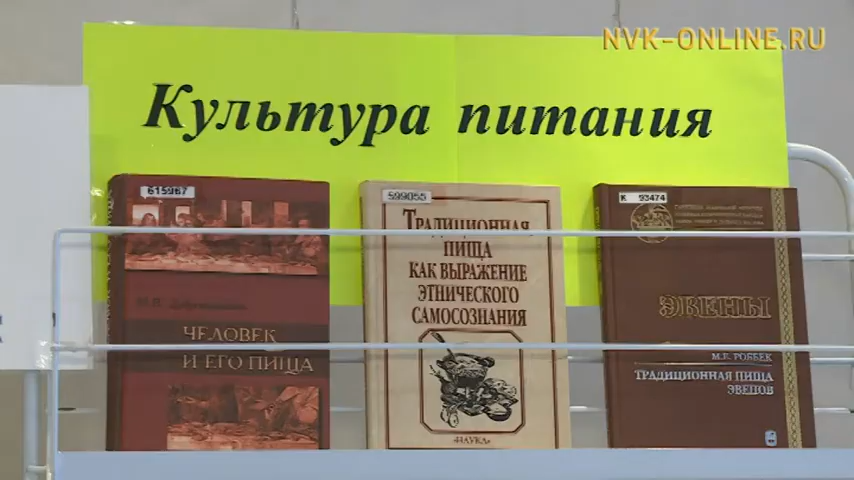 NVK-ONLINE.RU
Культура питания
615967
ЧЕЛОВЕК
И ЕГО ПИЩА
599055
ТРАДИЦИОННАЯ
ПИЩА
КАК ВЫРАЖЕНИЕ
ЭТНИЧЕСКОГО
САМОСОЗНАНИЯ
«НАУКА»
К 93474
ЭВЕНЫ
М.Е. РОББЕК
ТРАДИЦИОННАЯ ПИЩА
ЭВЕНОВ